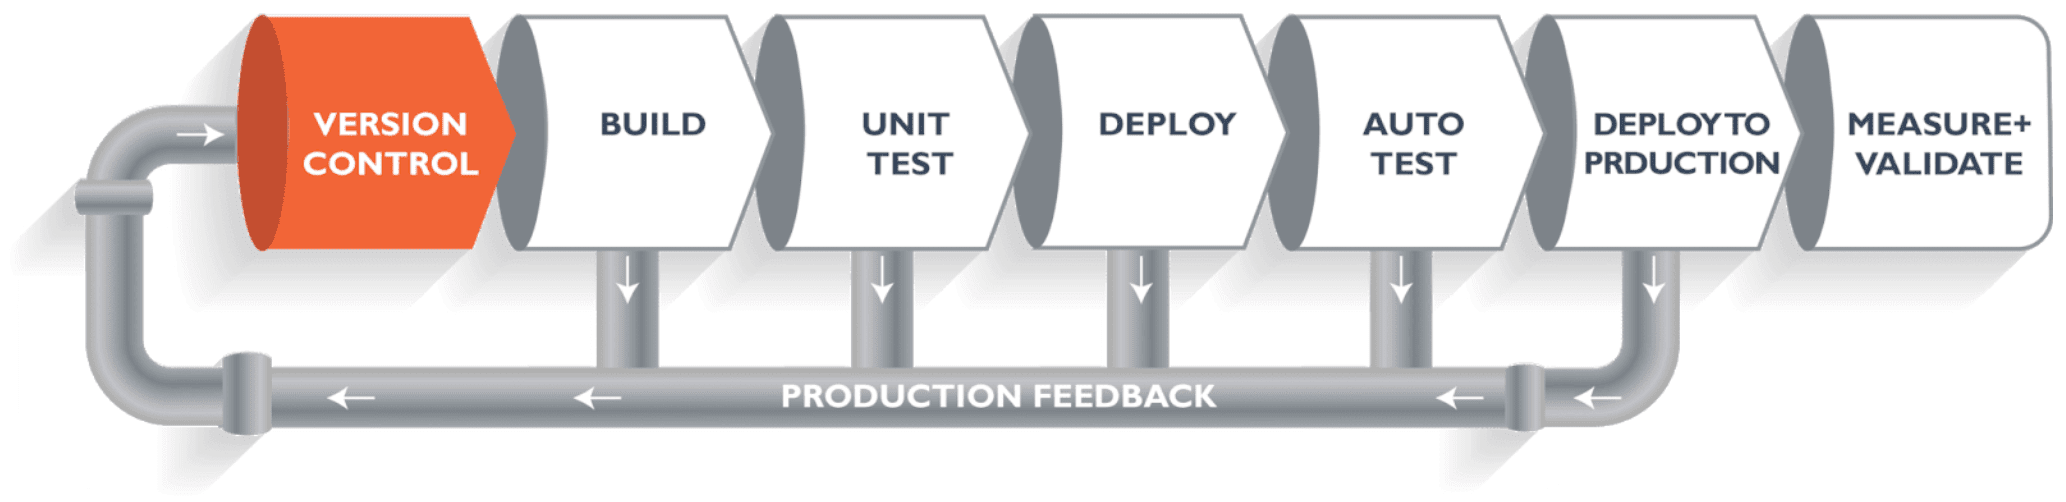 VERSION
CONTROL
BUILD
UNIT
TEST
DEPLOY
AUTO
TEST
DEPLOY TO
PRDUCTION
MEASURE+
VALIDATE
PRODUCTION FEEDBACK